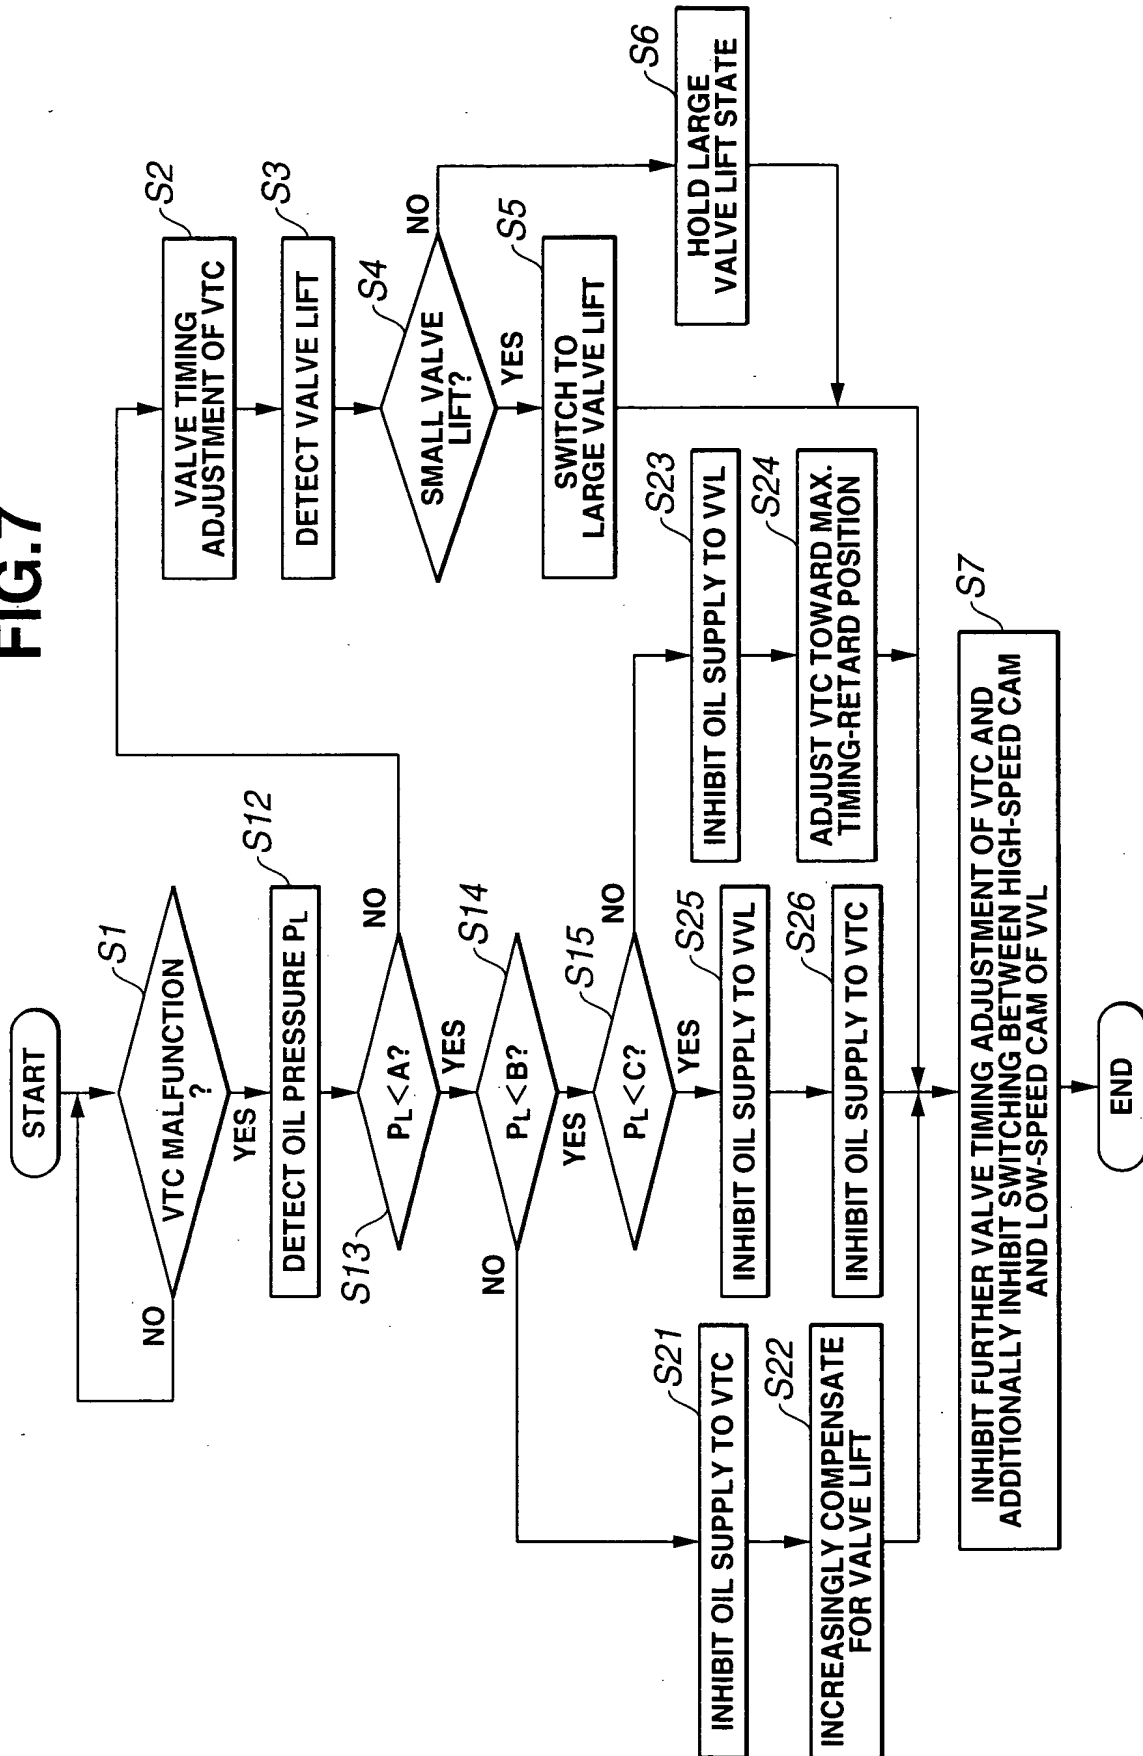 FIG.7
START
S1
VTC MALFUNCTION
?
NO
YES
S12
DETECT OIL PRESSURE PL
S13
PL<A?
NO
YES
S14
PL<B?
NO
YES
S15
PL<C?
NO
YES
S2
VALVE TIMING
ADJUSTMENT OF VTC
S3
DETECT VALVE LIFT
S4
SMALL VALVE
LIFT?
NO
YES
S5
SWITCH TO
LARGE VALVE LIFT
S6
HOLD LARGE
VALVE LIFT STATE
S21
INHIBIT OIL SUPPLY TO VTC
S22
INCREASINGLY COMPENSATE
FOR VALVE LIFT
S25
INHIBIT OIL SUPPLY TO VVL
S26
INHIBIT OIL SUPPLY TO VTC
S23
INHIBIT OIL SUPPLY TO VVL
S24
ADJUST VTC TOWARD MAX.
TIMING-RETARD POSITION
S7
INHIBIT FURTHER VALVE TIMING ADJUSTMENT OF VTC AND
ADDITIONALLY INHIBIT SWITCHING BETWEEN HIGH-SPEED CAM
AND LOW-SPEED CAM OF VVL
END